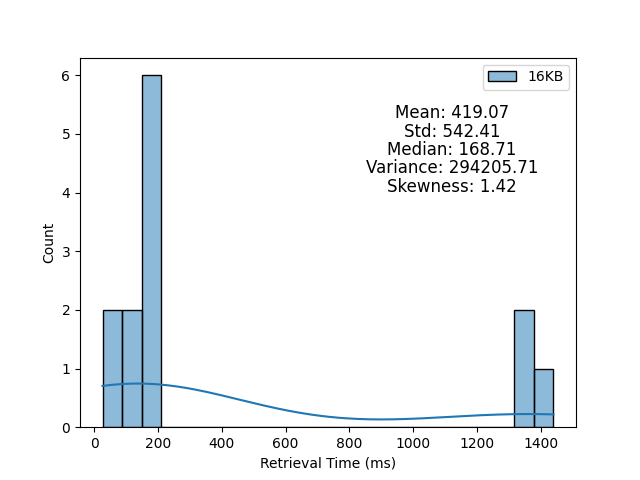 16KB
Mean: 419.07
Std: 542.41
Median: 168.71
Variance: 294205.71
Skewness: 1.42
6
5
4
3
2
1
0
Count
0 200 400 600 800 1000 1200 1400
Retrieval Time (ms)